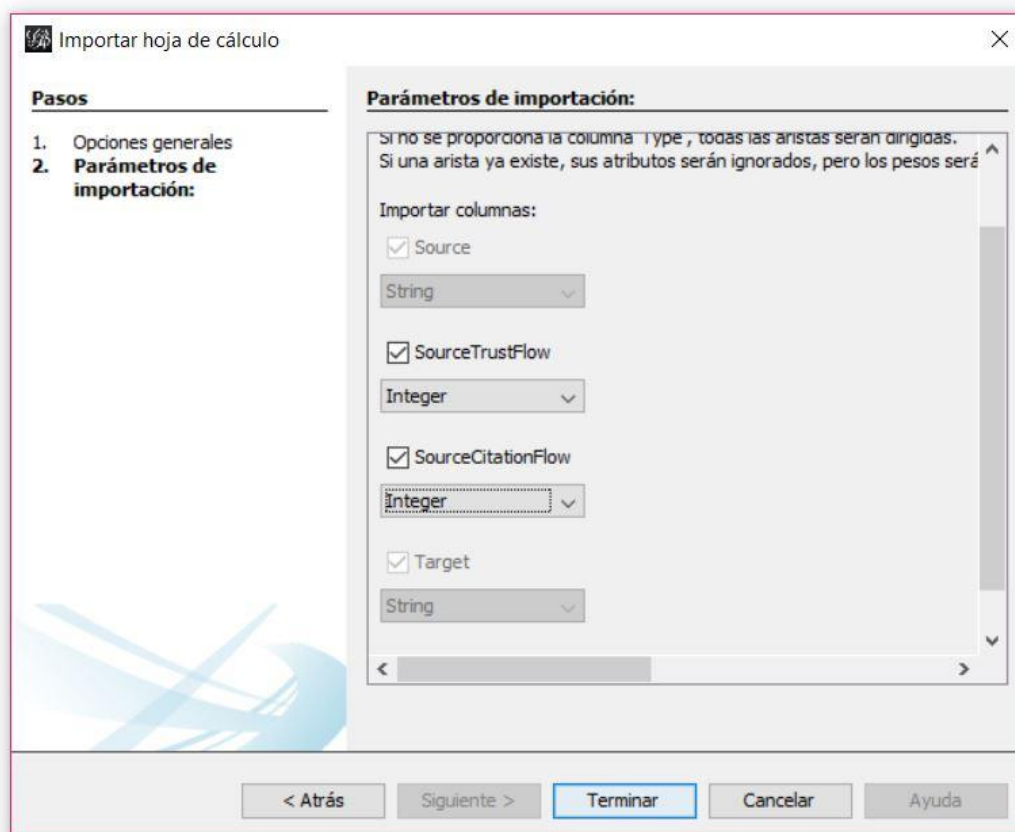 Importar hoja de cálculo
Pasos
1. Opciones generales
2. Parámetros de
importación:
Parámetros de importación:
Si no se proporciona la columna 'Type', todas las aristas serán dirigidas.
Si una arista ya existe, sus atributos serán ignorados, pero los pesos será
Importar columnas:
Source
String
SourceTrustFlow
Integer
SourceCitationFlow
Integer
Target
String
< Atrás
Siguiente >
Terminar
Cancelar
Ayuda